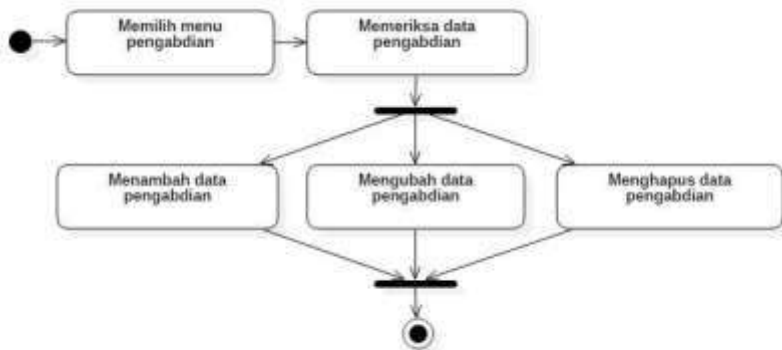 Memilih menu
pengabdian
Memeriksa data
pengabdian
Menambah data
pengabdian
Mengubah data
pengabdian
Menghapus data
pengabdian